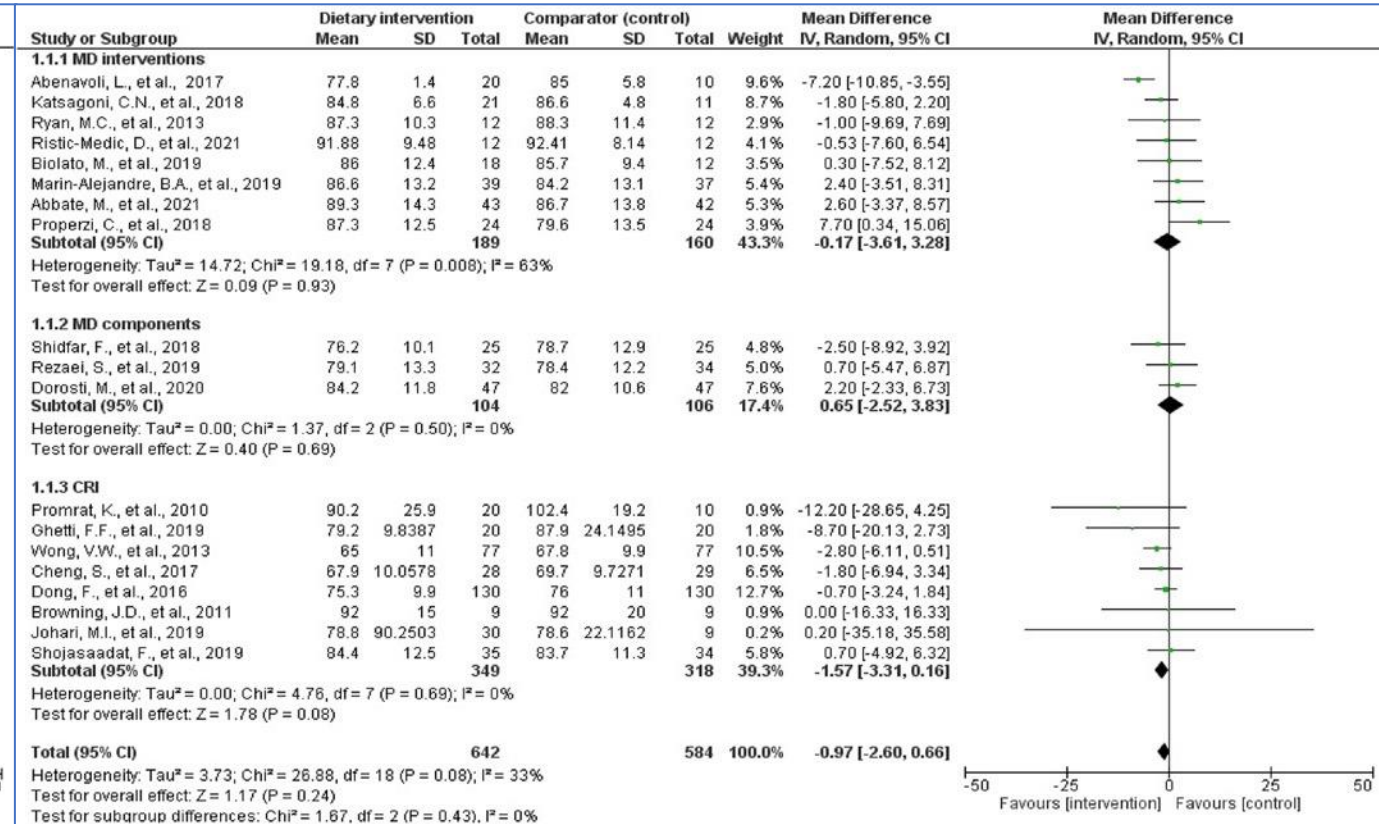 Dietary intervention Comparator (control) Mean Difference Mean Difference
Study or Subgroup Mean SD Total Mean SD Total Weight IV, Random, 95% CI IV, Random, 95% CI
1.1.1 MD interventions
Abenavoli, L., et al., 2017 77.8 1.4 20 85 5.8 10 9.6% -7.20 [-10.85, -3.55]
Katsagoni, C.N., et al., 2018 84.8 6.6 21 86.6 4.8 11 8.7% -1.80 [-5.80, 2.20]
Ryan, M.C., et al., 2013 87.3 10.3 12 88.3 11.4 12 2.9% -1.00 [-9.69, 7.69]
Ristic-Medic, D., et al., 2021 91.88 9.48 12 92.41 8.14 12 4.1% -0.53 [-7.60, 6.54]
Biolato, M., et al., 2019 86 12.4 18 85.7 9.4 12 3.5% 0.30 [-7.52, 8.12]
Marin-Alejandre, B.A., et al., 2019 86.6 13.2 39 84.2 13.1 37 5.4% 2.40 [-3.51, 8.31]
Abbate, M., et al., 2021 89.3 14.3 43 86.7 13.8 42 5.3% 2.60 [-3.37, 8.57]
Properzi, C., et al., 2018 87.3 12.5 24 79.6 13.5 24 3.9% 7.70 [0.34, 15.06]
Subtotal (95% CI) 189 160 43.3% -0.17 [-3.61, 3.28]
Heterogeneity: Tau² = 14.72; Chi² = 19.18, df = 7 (P = 0.008); I² = 63%
Test for overall effect: Z = 0.09 (P = 0.93)
1.1.2 MD components
Shidfar, F., et al., 2018 76.2 10.1 25 78.7 12.9 25 4.8% -2.50 [-8.92, 3.92]
Rezaei, S., et al., 2019 79.1 13.3 32 78.4 12.2 34 5.0% 0.70 [-5.47, 6.87]
Dorosti, M., et al., 2020 84.2 11.8 47 82 10.6 47 7.6% 2.20 [-2.33, 6.73]
Subtotal (95% CI) 104 106 17.4% 0.65 [-2.52, 3.83]
Heterogeneity: Tau² = 0.00; Chi² = 1.37, df = 2 (P = 0.50); I² = 0%
Test for overall effect: Z = 0.40 (P = 0.69)
1.1.3 CRI
Promrat, K., et al., 2010 90.2 25.9 20 102.4 19.2 10 0.9% -12.20 [-28.65, 4.25]
Ghetti, F.F., et al., 2019 79.2 9.8387 20 87.9 24.1495 20 1.8% -8.70 [-20.13, 2.73]
Wong, V.W., et al., 2013 65 11 77 67.8 9.9 77 10.5% -2.80 [-6.11, 0.51]
Cheng, S., et al., 2017 67.9 10.0578 28 69.7 9.7271 29 6.5% -1.80 [-6.94, 3.34]
Dong, F., et al., 2016 75.3 9.9 130 76 11 130 12.7% -0.70 [-3.24, 1.84]
Browning, J.D., et al., 2011 92 15 9 92 20 9 0.9% 0.00 [-16.33, 16.33]
Johari, M.I., et al., 2019 78.8 90.2503 30 78.6 22.1162 9 0.2% 0.20 [-35.18, 35.58]
Shojasaadat, F., et al., 2019 84.4 12.5 35 83.7 11.3 34 5.8% 0.70 [-4.92, 6.32]
Subtotal (95% CI) 349 318 39.3% -1.57 [-3.31, 0.16]
Heterogeneity: Tau² = 0.00; Chi² = 4.76, df = 7 (P = 0.69); I² = 0%
Test for overall effect: Z = 1.78 (P = 0.08)
Total (95% CI) 642 584 100.0% -0.97 [-2.60, 0.66]
Heterogeneity: Tau² = 3.73; Chi² = 26.88, df = 18 (P = 0.08); I² = 33%
Test for overall effect: Z = 1.17 (P = 0.24)
Test for subgroup differences: Chi² = 1.67, df = 2 (P = 0.43), I² = 0%
-50 -25 0 25 50
Favours [intervention] Favours [control]